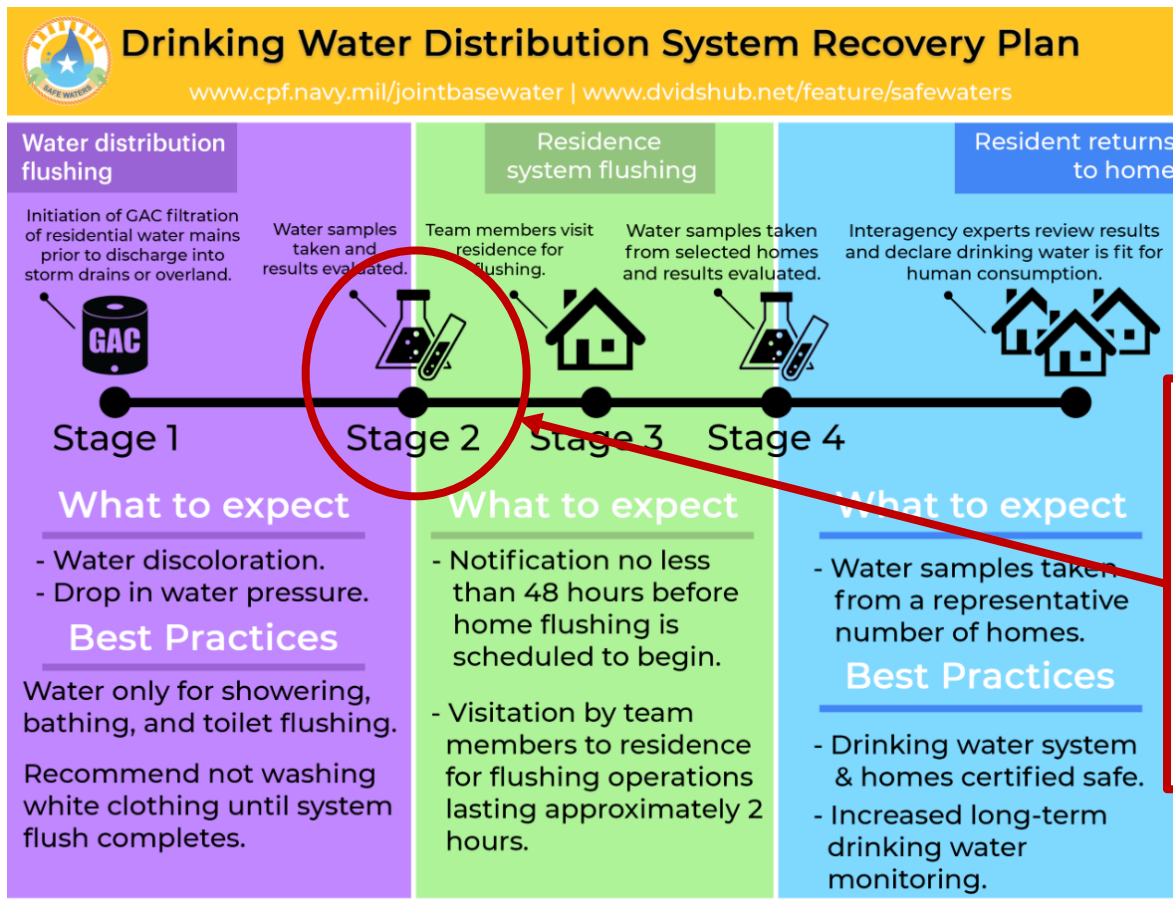 Drinking Water Distribution System Recovery Plan
SAFE WATERS
www.cpf.navy.mil/jointbasewater | www.dvidshub.net/feature/safewaters
Water distribution
flushing
Initiation of GAC filtration
of residential water mains
prior to discharge into
storm drains or overland.
Water samples
taken and
results evaluated.
GAC
Residence
system flushing
Team members visit
residence for
flushing.
Water samples taken
from selected homes
and results evaluated.
Resident returns
to home
Interagency experts review results
and declare drinking water is fit for
human consumption.
Stage 1
Stage 2
Stage 3
Stage 4
What to expect
- Water discoloration.
- Drop in water pressure.
Best Practices
Water only for showering,
bathing, and toilet flushing.
Recommend not washing
white clothing until system
flush completes.
What to expect
- Notification no less
than 48 hours before
home flushing is
scheduled to begin.
- Visitation by team
members to residence
for flushing operations
lasting approximately 2
hours.
What to expect
- Water samples taken
from a representative
number of homes.
Best Practices
- Drinking water system
& homes certified safe.
- Increased long-term
drinking water
monitoring.